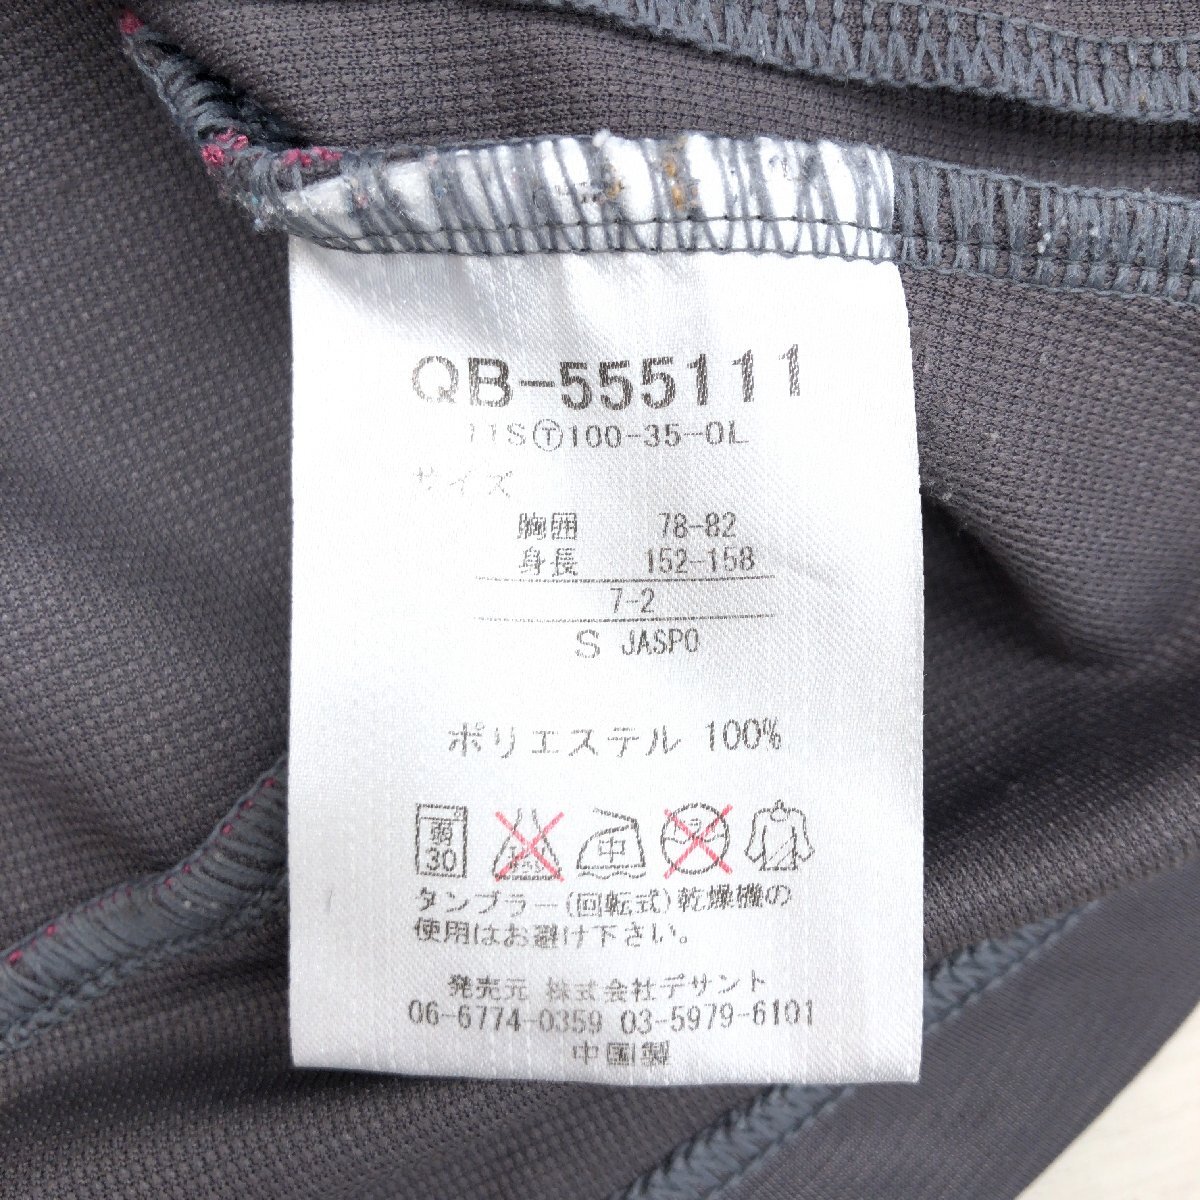 QB-555111
11SⓉ100-35-0L
サイズ
胸囲 78-82
身長 152-158
7-2
S JASPO
ポリエステル 100%
弱 30 中
タンブラー(回転式)乾燥機の
使用はお避け下さい。
発売元 株式会社デサント
06-6774-0359 03-5979-6101
中国製